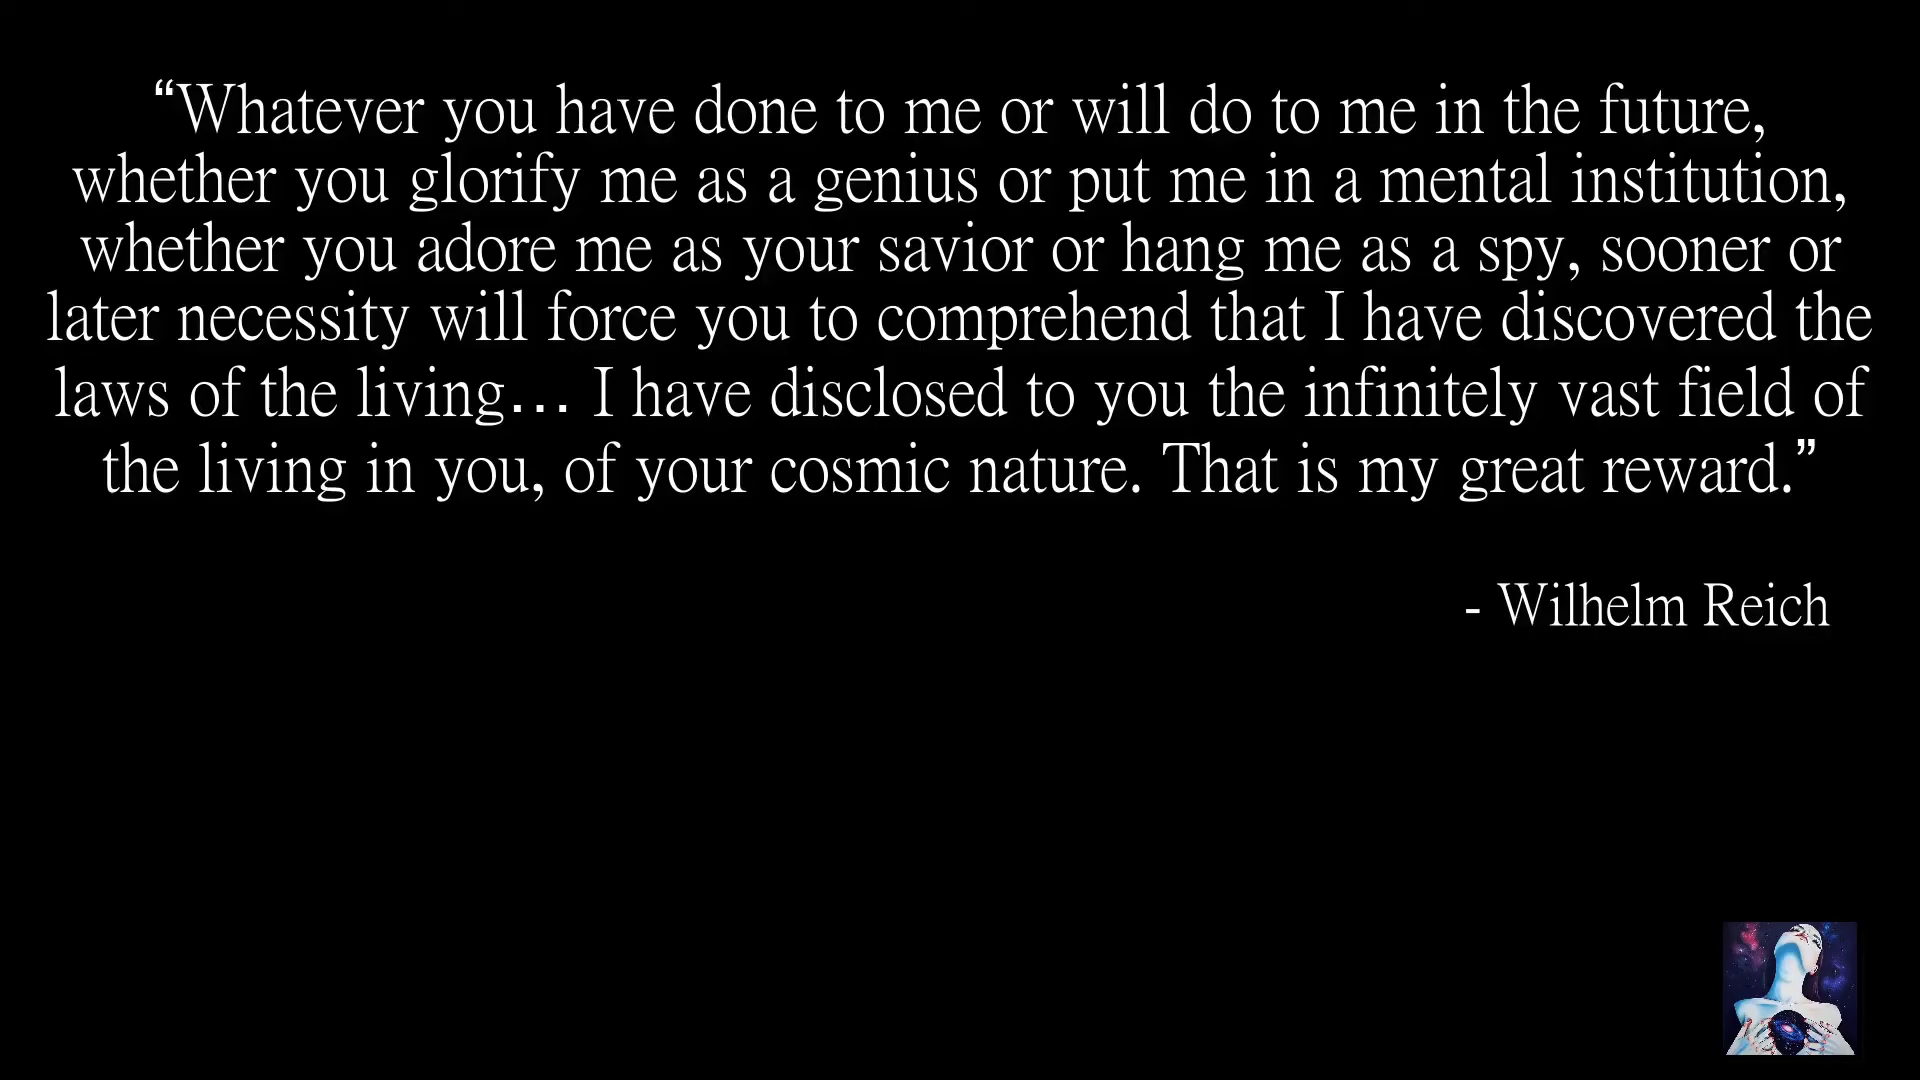 “Whatever you have done to me or will do to me in the future,
whether you glorify me as a genius or put me in a mental institution,
whether you adore me as your savior or hang me as a spy, sooner or
later necessity will force you to comprehend that I have discovered the
laws of the living… I have disclosed to you the infinitely vast field of
the living in you, of your cosmic nature. That is my great reward.”
- Wilhelm Reich